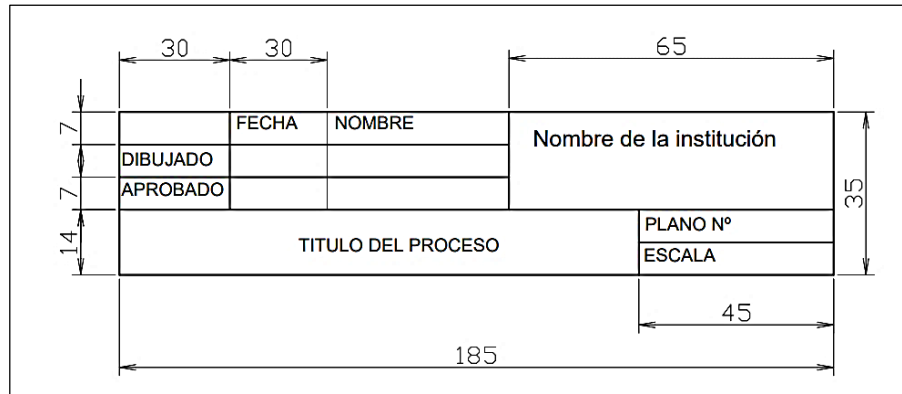 30 30 65
7 FECHA NOMBRE Nombre de la institución
DIBUJADO
7 APROBADO 35
14 TITULO DEL PROCESO PLANO Nº
ESCALA
45
185